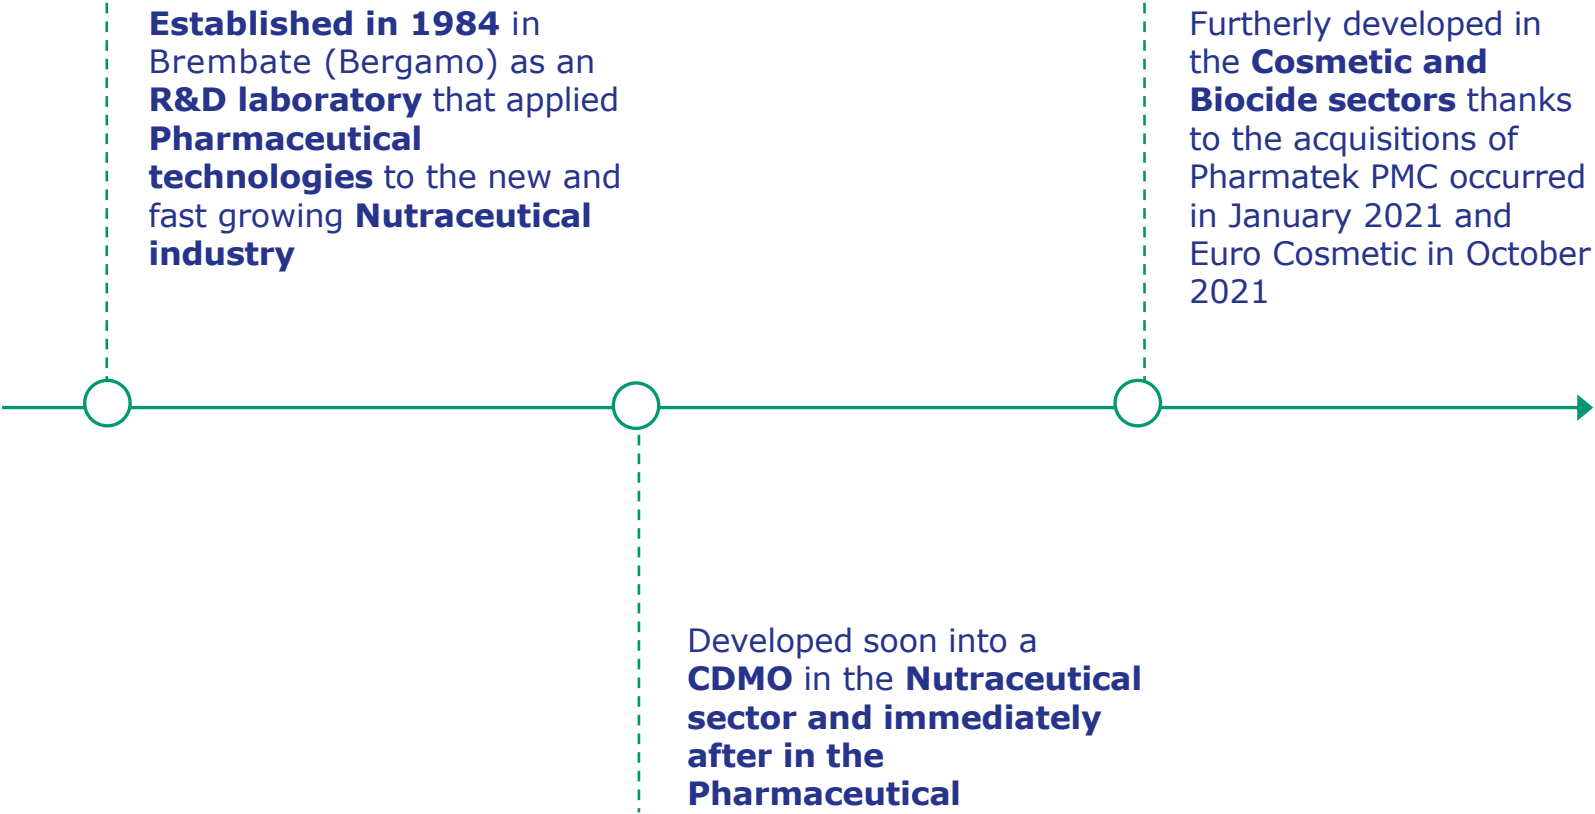 Established in 1984 in
Brembate (Bergamo) as an
R&D laboratory that applied
Pharmaceutical
technologies to the new and
fast growing Nutraceutical
industry
Developed soon into a
CDMO in the Nutraceutical
sector and immediately
after in the
Pharmaceutical
Furtherly developed in
the Cosmetic and
Biocide sectors thanks
to the acquisitions of
Pharmatek PMC occurred
in January 2021 and
Euro Cosmetic in October
2021